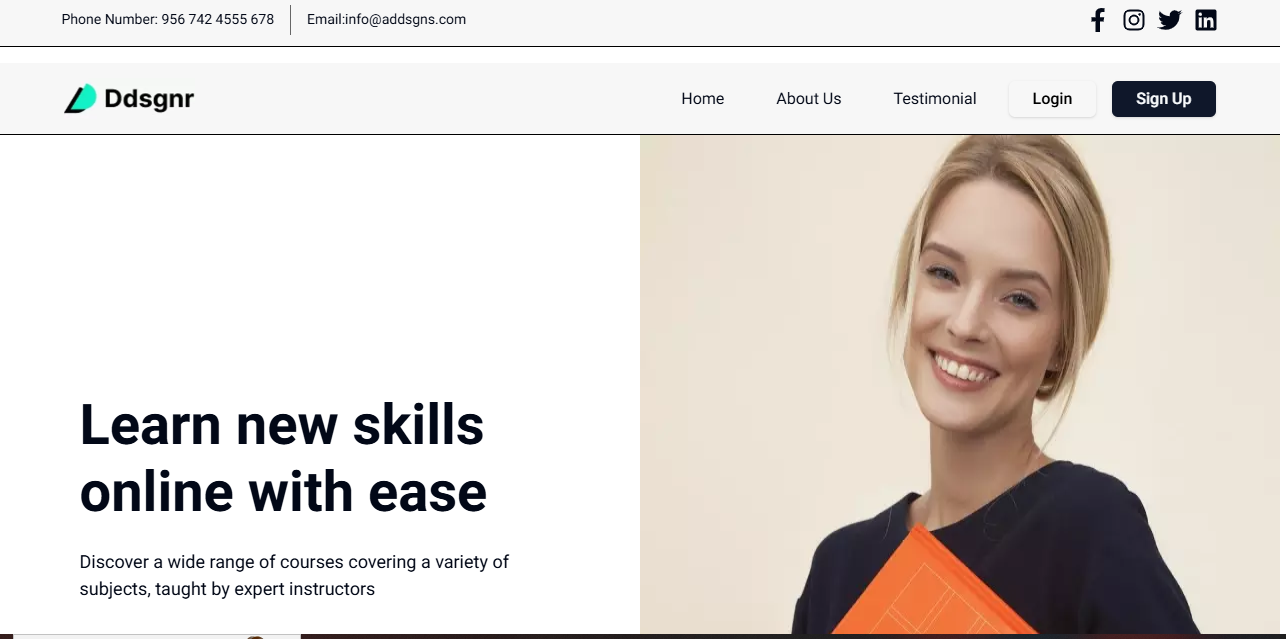 Phone Number: 956 742 4555 678
Email:info@addsgns.com
Ddsgnr
Home
About Us
Testimonial
Login
Sign Up
Learn new skills
online with ease
Discover a wide range of courses covering a variety of
subjects, taught by expert instructors